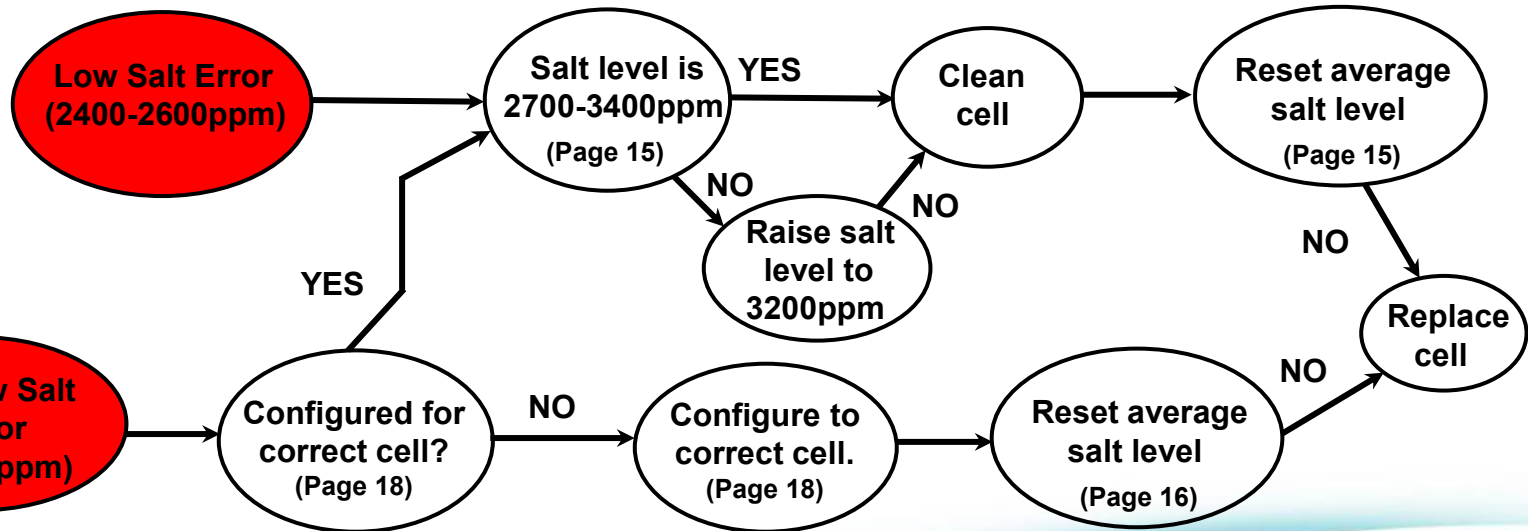 Low Salt Error
(2400-2600ppm)
Salt level is
2700-3400ppm
(Page 15)
YES
Clean
cell
Reset average
salt level
(Page 15)
NO
Raise salt
level to
3200ppm
NO
NO
Replace
cell
YES
Salt
ppm)
Configured for
correct cell?
(Page 18)
NO
Configure to
correct cell.
(Page 18)
Reset average
salt level
(Page 16)
NO